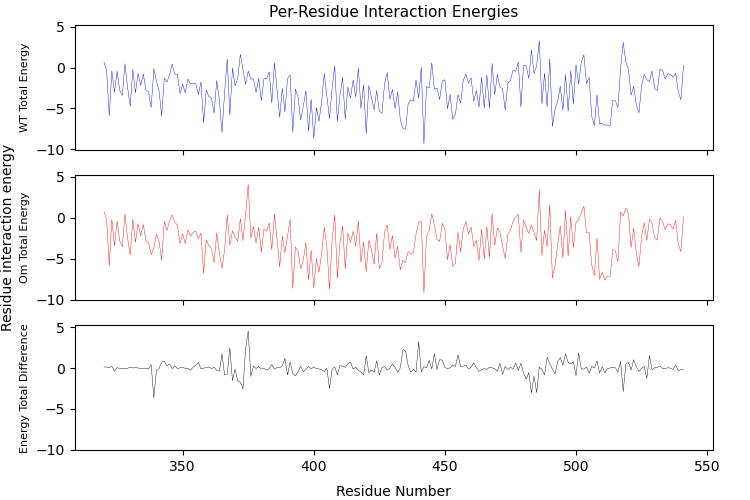 Per-Residue Interaction Energies
Residue interaction energy
WT Total Energy
5
0
−5
−10
Om Total Energy
5
0
−5
−10
Energy Total Difference
5
0
−5
−10
350
400
450
500
550
Residue Number